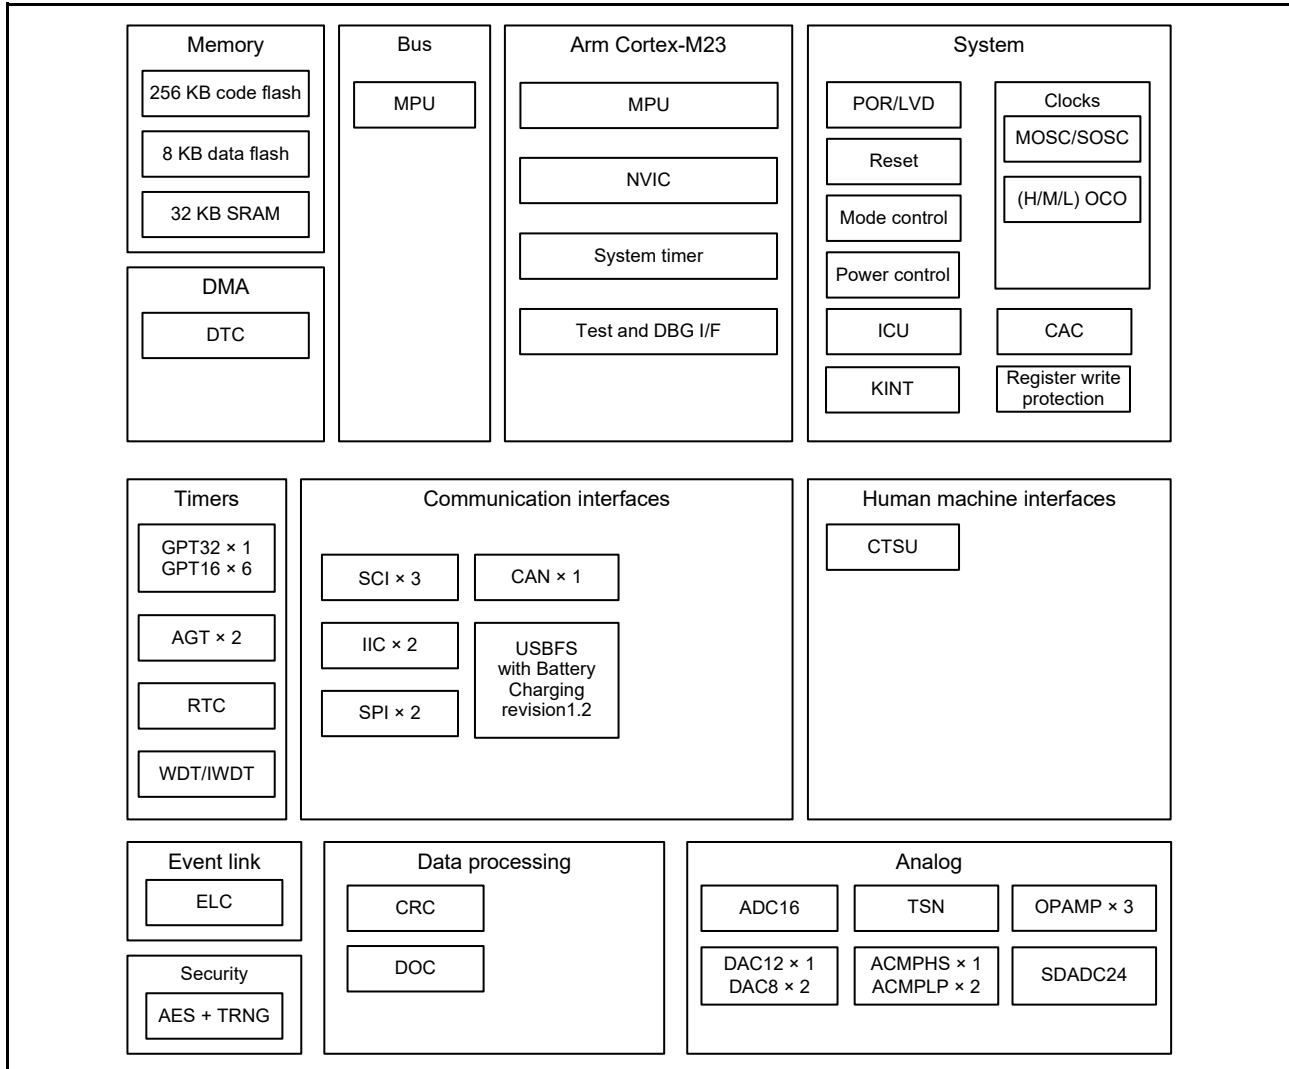 Memory
256 KB code flash
8 KB data flash
32 KB SRAM
DMA
DTC
Bus
MPU
Arm Cortex-M23
MPU
NVIC
System timer
Test and DBG I/F
System
POR/LVD
Reset
Mode control
Power control
ICU
KINT
Clocks
MOSC/SOSC
(H/M/L) OCO
CAC
Register write
protection
Timers
GPT32 × 1
GPT16 × 6
AGT × 2
RTC
WDT/IWDT
Communication interfaces
SCI × 3
IIC × 2
SPI × 2
CAN × 1
USBFS
with Battery
Charging
revision1.2
Human machine interfaces
CTSU
Event link
ELC
Security
AES + TRNG
Data processing
CRC
DOC
Analog
ADC16
TSN
OPAMP × 3
DAC12 × 1
DAC8 × 2
ACMPHS × 1
ACMPLP × 2
SDADC24